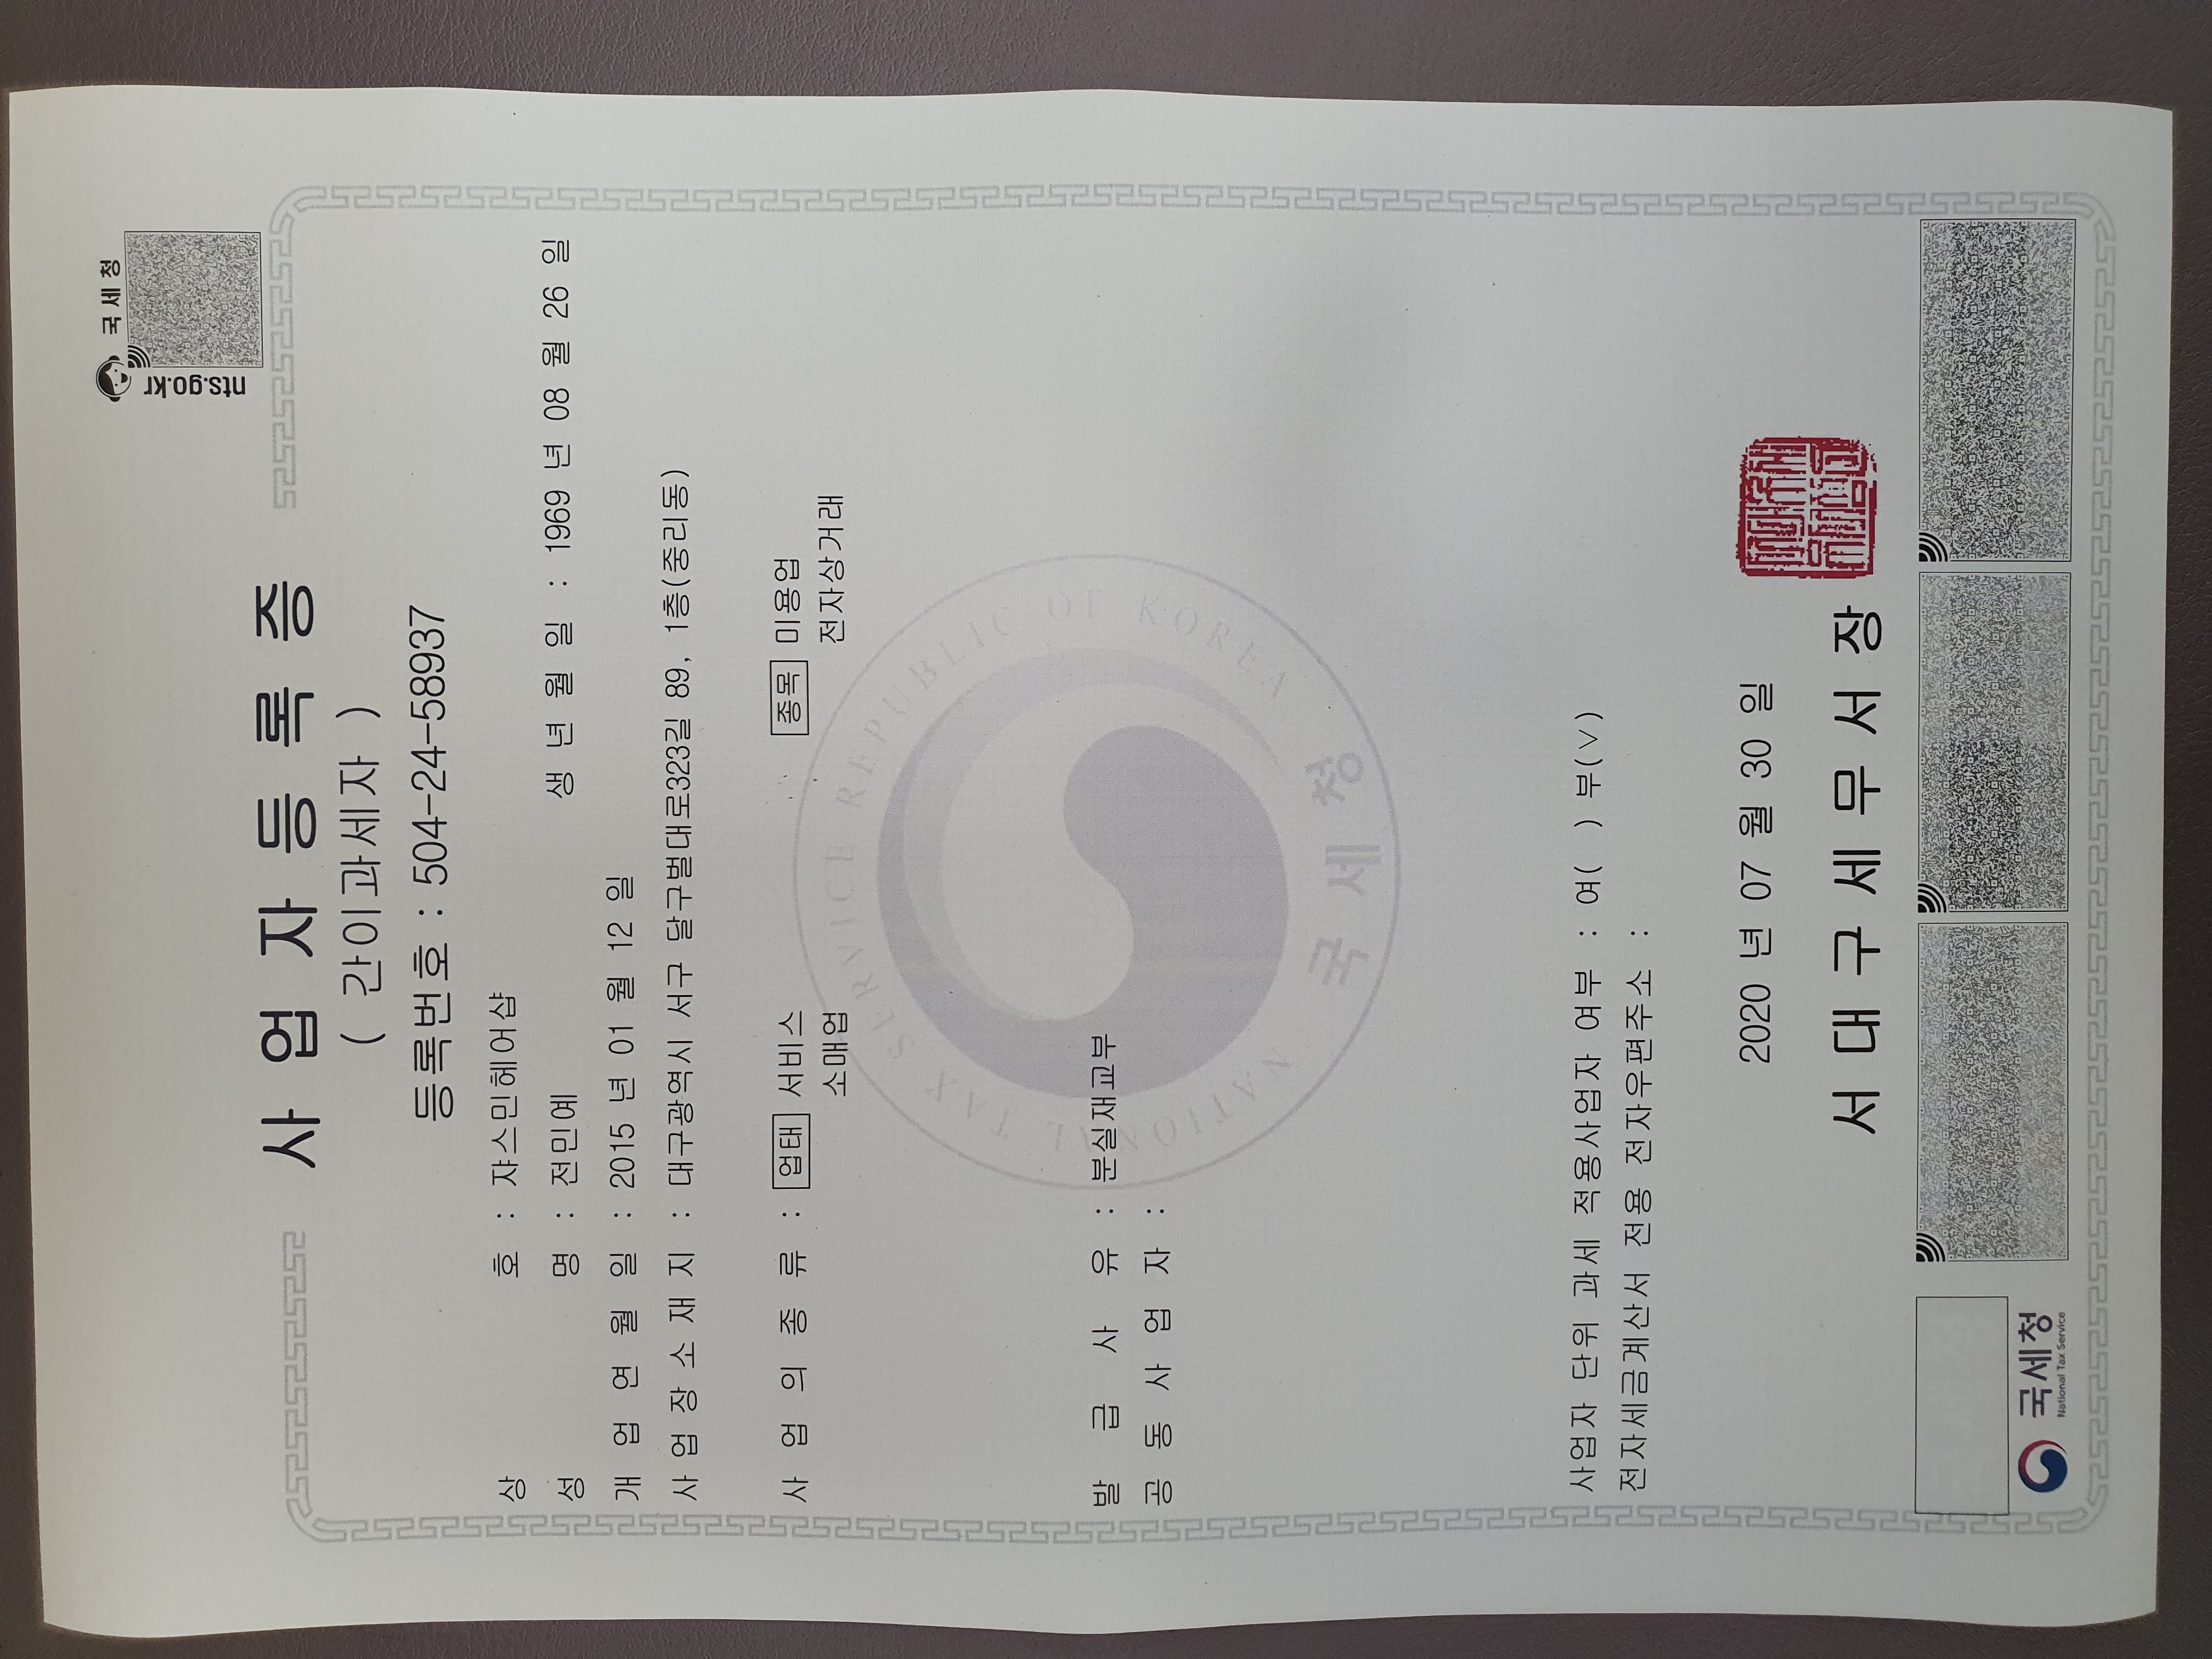 국세청
nts.go.kr
사업자등록증
( 간이과세자 )
등록번호 : 504-24-58937
상 호 : 쟈스민헤어샵
성 명 : 전민예 생 년 월 일 : 1969 년 08 월 26 일
개 업 연 월 일 : 2015 년 01 월 12 일
사 업 장 소 재 지 : 대구광역시 서구 달구벌대로323길 89, 1층(중리동)
사 업 의 종 류 : 업태 서비스 종목 미용업
소매업 전자상거래
NATIONAL TAX SERVICE REPUBLIC OF KOREA
국세청
발 급 사 유 : 분실재교부
공 동 사 업 자 :
사업자 단위 과세 적용사업자 여부 : 여( ) 부(∨)
전자세금계산서 전용 전자우편주소 :
2020 년 07 월 30 일
서 대 구 세 무 서 장
국세청
National Tax Service